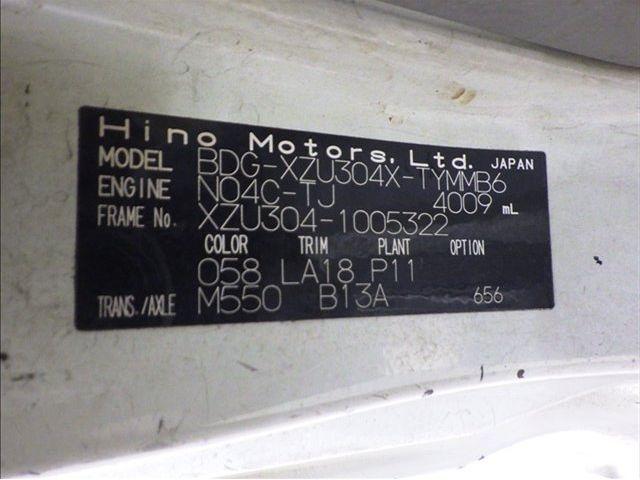 Hino Motors, Ltd. JAPAN
MODEL BDG-XZU304X-TYMMB6
ENGINE N04C-TJ 4009 mL
FRAME No. XZU304-1005322
COLOR TRIM PLANT OPTION
058 LA18 P11
TRANS./AXLE M550 B13A 656